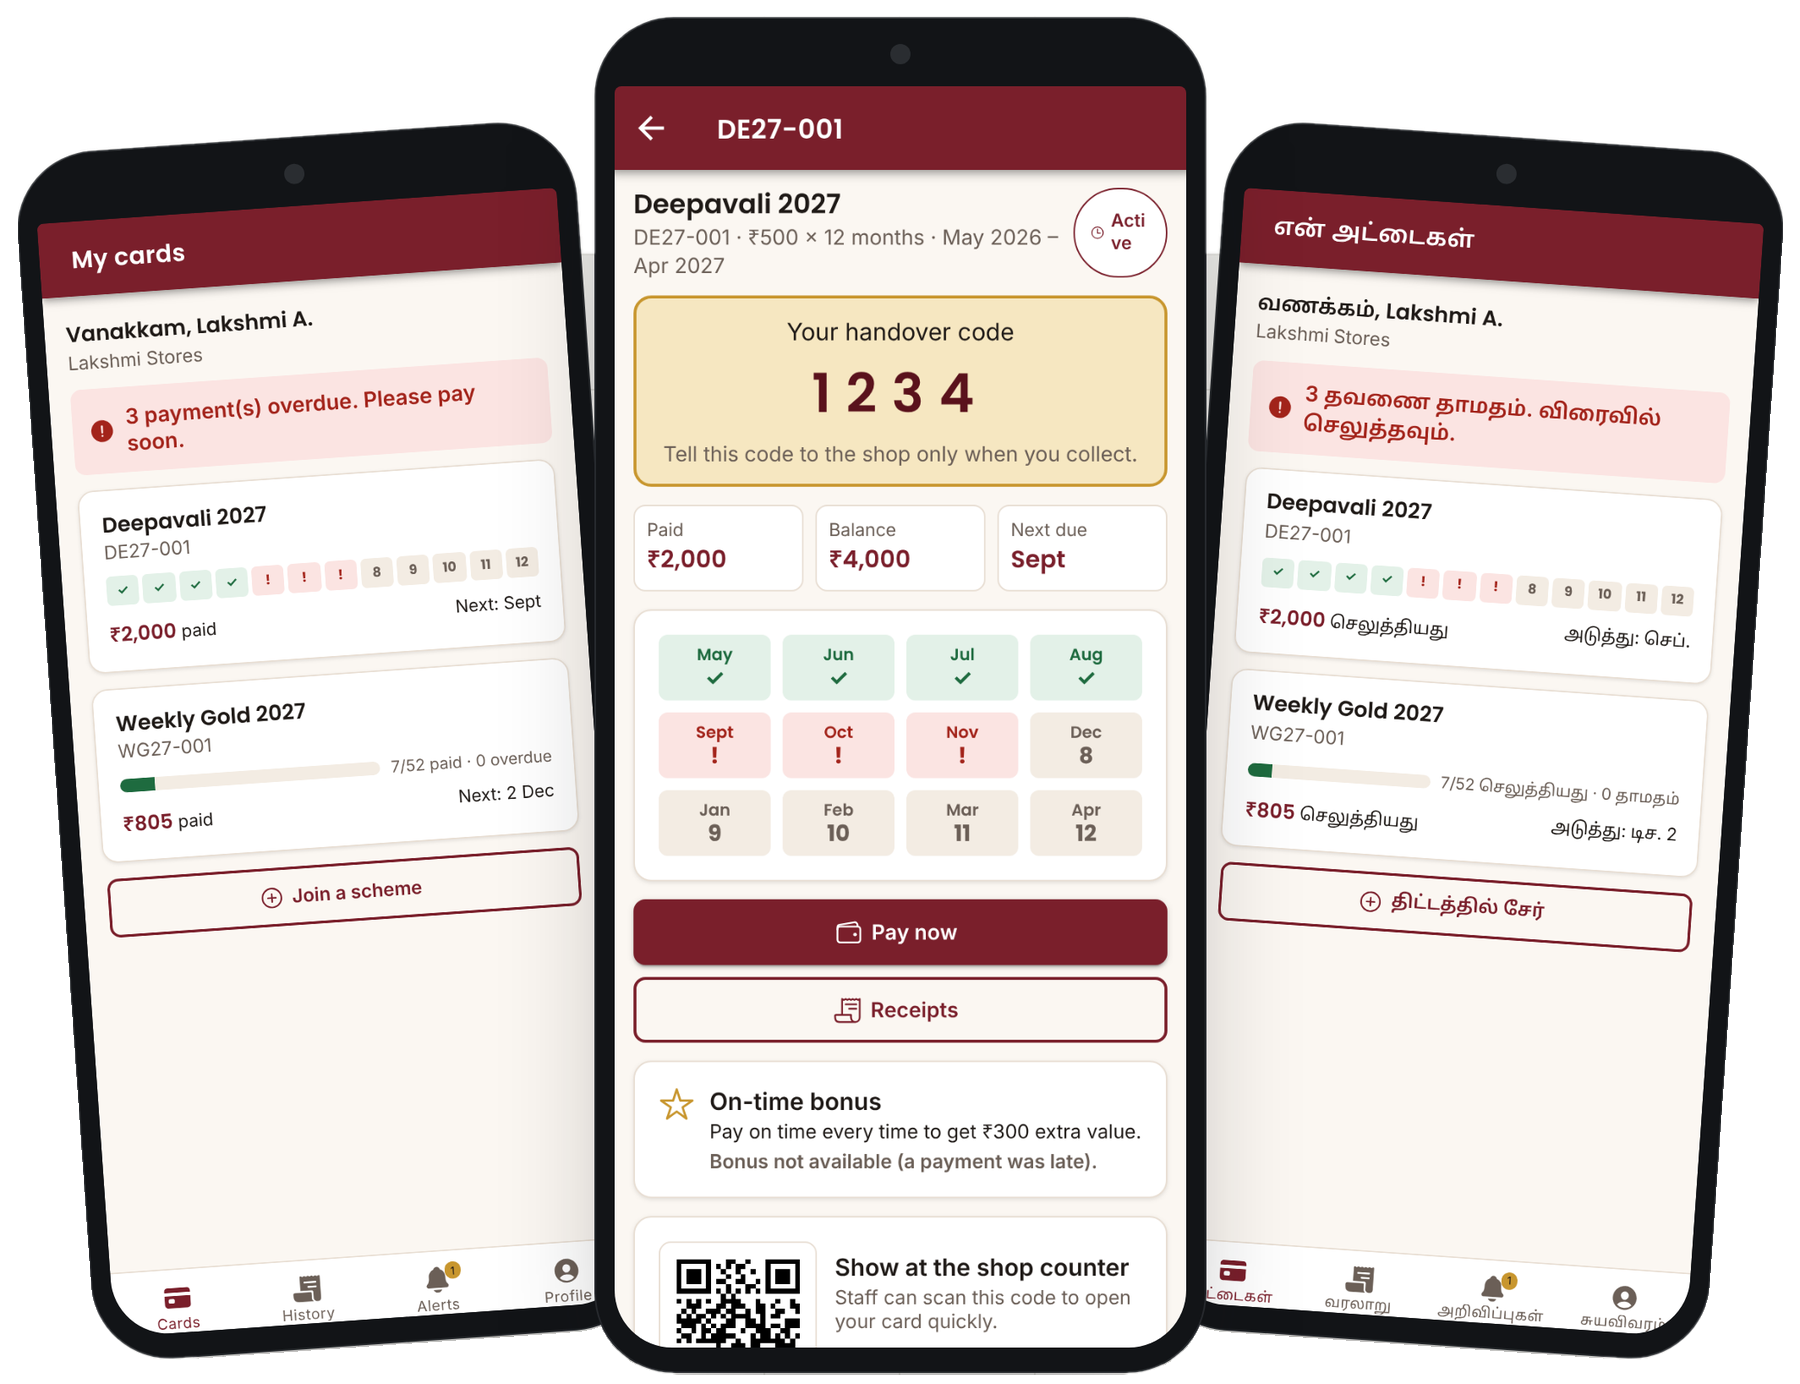 My cards
Vanakkam, Lakshmi A.
Lakshmi Stores
3 payment(s) overdue. Please pay
soon.
Deepavali 2027
DE27-001
! ! ! 8 9 10 11 12
₹2,000 paid
Next: Sept
Weekly Gold 2027
WG27-001
7/52 paid · 0 overdue
₹805 paid
Next: 2 Dec
Join a scheme
Cards
History
1
Alerts
Profile
DE27-001
Deepavali 2027
DE27-001 · ₹500 × 12 months · May 2026 –
Apr 2027
Acti
ve
Your handover code
1 2 3 4
Tell this code to the shop only when you collect.
Paid
₹2,000
Balance
₹4,000
Next due
Sept
May
Jun
Jul
Aug
Sept
!
Oct
!
Nov
!
Dec
8
Jan
9
Feb
10
Mar
11
Apr
12
Pay now
Receipts
On-time bonus
Pay on time every time to get ₹300 extra value.
Bonus not available (a payment was late).
Show at the shop counter
Staff can scan this code to open
your card quickly.
என் அட்டைகள்
வணக்கம், Lakshmi A.
Lakshmi Stores
3 தவணை தாமதம். விரைவில்
செலுத்தவும்.
Deepavali 2027
DE27-001
! ! ! 8 9 10 11 12
₹2,000 செலுத்தியது
அடுத்து: செப்.
Weekly Gold 2027
WG27-001
7/52 செலுத்தியது · 0 தாமதம்
₹805 செலுத்தியது
அடுத்து: டிச. 2
திட்டத்தில் சேர்
வரலாறு
1
அறிவிப்புகள்